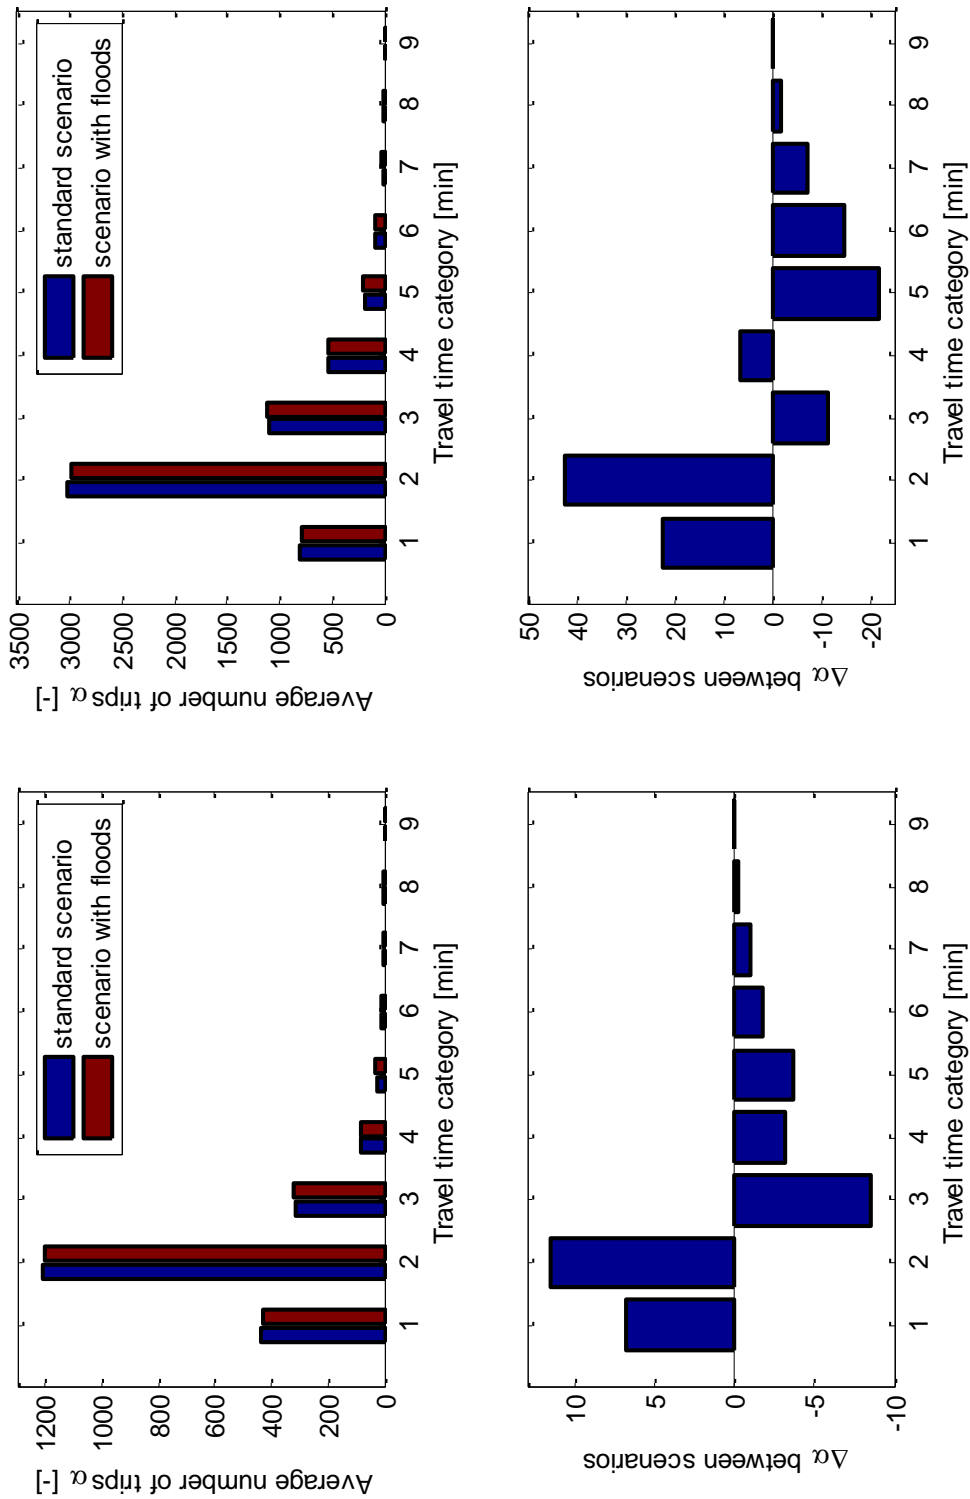 1200
1000
800
600
400
200
0
Average number of trips α [-]
standard scenario
scenario with floods
1 2 3 4 5 6 7 8 9
Travel time category [min]
3500
3000
2500
2000
1500
1000
500
0
Average number of trips α [-]
standard scenario
scenario with floods
1 2 3 4 5 6 7 8 9
Travel time category [min]
10
5
0
-5
-10
Δα between scenarios
1 2 3 4 5 6 7 8 9
Travel time category [min]
50
40
30
20
10
0
-10
-20
Δα between scenarios
1 2 3 4 5 6 7 8 9
Travel time category [min]